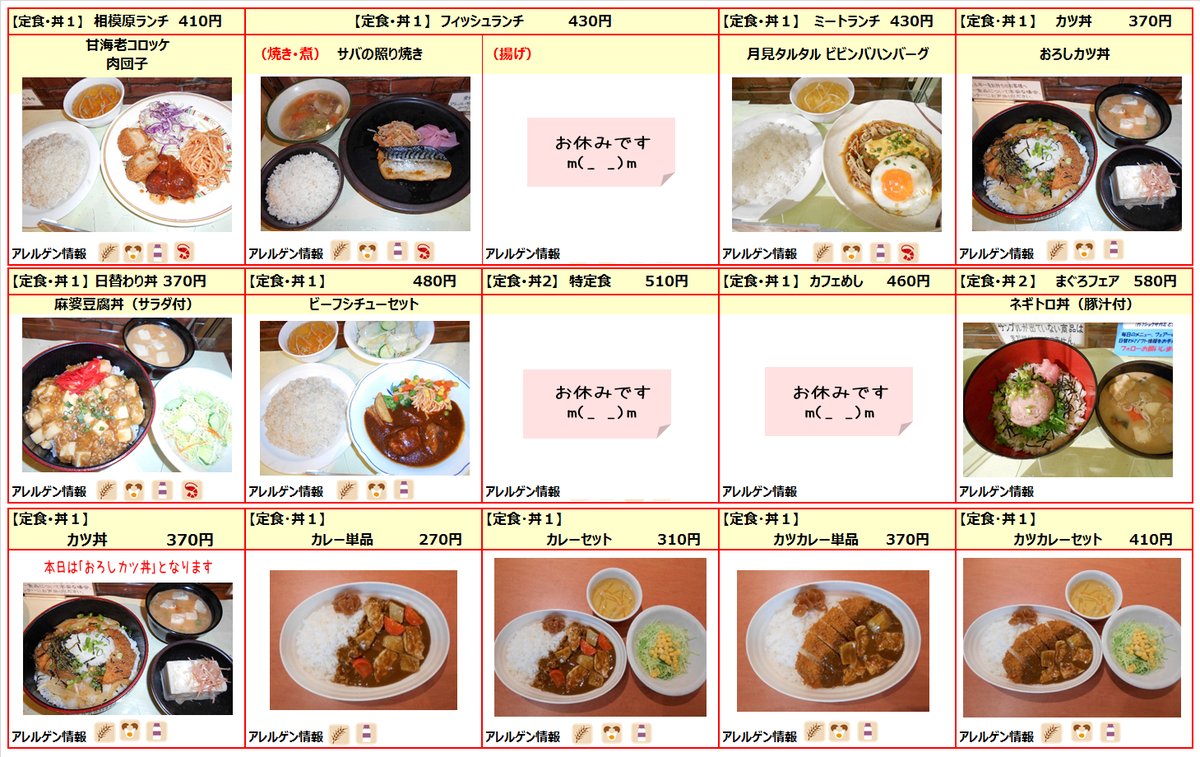 【定食・丼１】 相模原ランチ 410円
甘海老コロッケ
肉団子
アレルゲン情報
【定食・丼１】 フィッシュランチ 430円
（焼き・煮） サバの照り焼き
アレルゲン情報
（揚げ）
お休みです
m(_ _)m
アレルゲン情報
【定食・丼１】 ミートランチ 430円
月見タルタル ビビンバハンバーグ
アレルゲン情報
【定食・丼１】 カツ丼 370円
おろしカツ丼
アレルゲン情報
【定食・丼１】 日替わり丼 370円
麻婆豆腐丼（サラダ付）
アレルゲン情報
【定食・丼１】 480円
ビーフシチューセット
アレルゲン情報
【定食・丼２】 特定食 510円
お休みです
m(_ _)m
アレルゲン情報
【定食・丼１】 カフェめし 460円
お休みです
m(_ _)m
アレルゲン情報
【定食・丼２】 まぐろフェア 580円
ネギトロ丼（豚汁付）
アレルゲン情報
【定食・丼１】
カツ丼 370円
本日は「おろしカツ丼」となります
アレルゲン情報
【定食・丼１】
カレー単品 270円
アレルゲン情報
【定食・丼１】
カレーセット 310円
アレルゲン情報
【定食・丼１】
カツカレー単品 370円
アレルゲン情報
【定食・丼１】
カツカレーセット 410円
アレルゲン情報